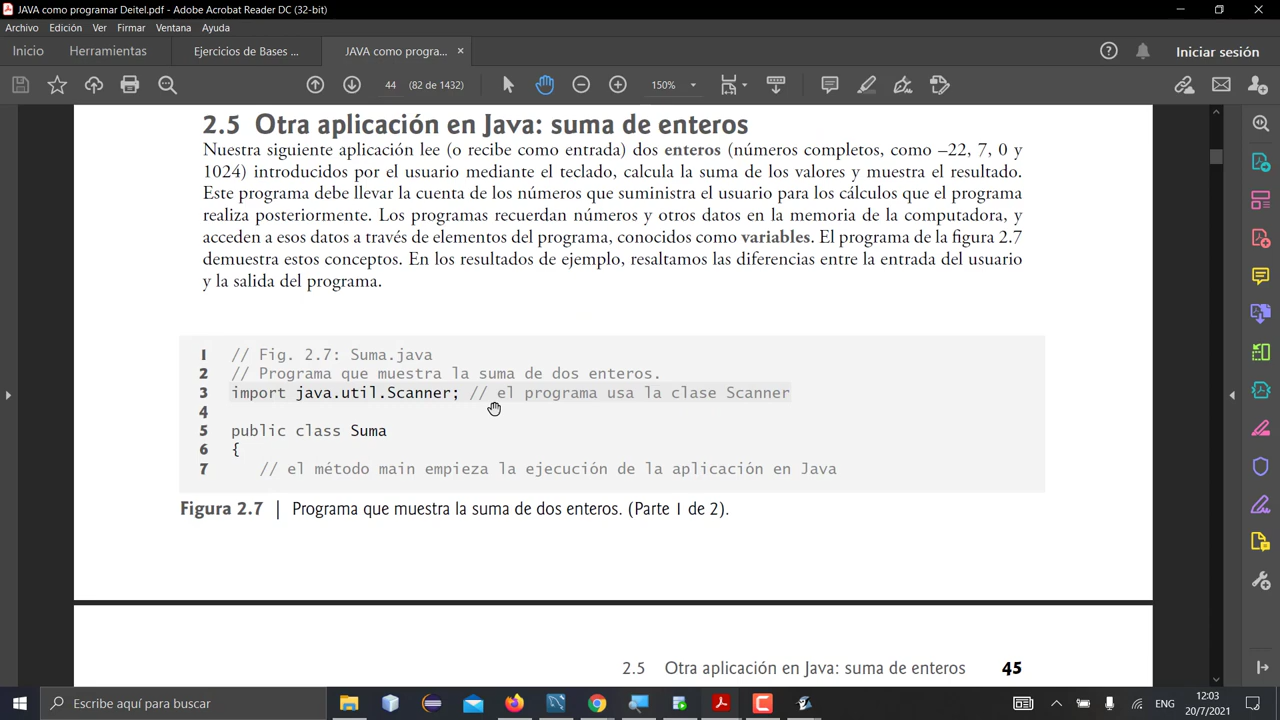 JAVA como programar Deitel.pdf - Adobe Acrobat Reader DC (32-bit)
Archivo Edición Ver Firmar Ventana Ayuda
Inicio Herramientas Ejercicios de Bases ... JAVA como progra... × Iniciar sesión
44 (82 de 1432) 150%
2.5 Otra aplicación en Java: suma de enteros
Nuestra siguiente aplicación lee (o recibe como entrada) dos enteros (números completos, como –22, 7, 0 y
1024) introducidos por el usuario mediante el teclado, calcula la suma de los valores y muestra el resultado.
Este programa debe llevar la cuenta de los números que suministra el usuario para los cálculos que el programa
realiza posteriormente. Los programas recuerdan números y otros datos en la memoria de la computadora, y
acceden a esos datos a través de elementos del programa, conocidos como variables. El programa de la figura 2.7
demuestra estos conceptos. En los resultados de ejemplo, resaltamos las diferencias entre la entrada del usuario
y la salida del programa.
1 // Fig. 2.7: Suma.java
2 // Programa que muestra la suma de dos enteros.
3 import java.util.Scanner; // el programa usa la clase Scanner
4
5 public class Suma
6 {
7 // el método main empieza la ejecución de la aplicación en Java
Figura 2.7 | Programa que muestra la suma de dos enteros. (Parte 1 de 2).
2.5 Otra aplicación en Java: suma de enteros 45
Escribe aquí para buscar
ENG
12:03
20/7/2021